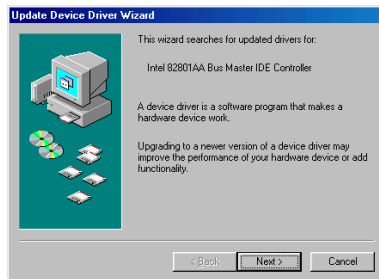 Update Device Driver Wizard
This wizard searches for updated drivers for:
Intel 82801AA Bus Master IDE Controller
A device driver is a software program that makes a
hardware device work.
Upgrading to a newer version of a device driver may
improve the performance of your hardware device or add
functionality.
< Back Next > Cancel